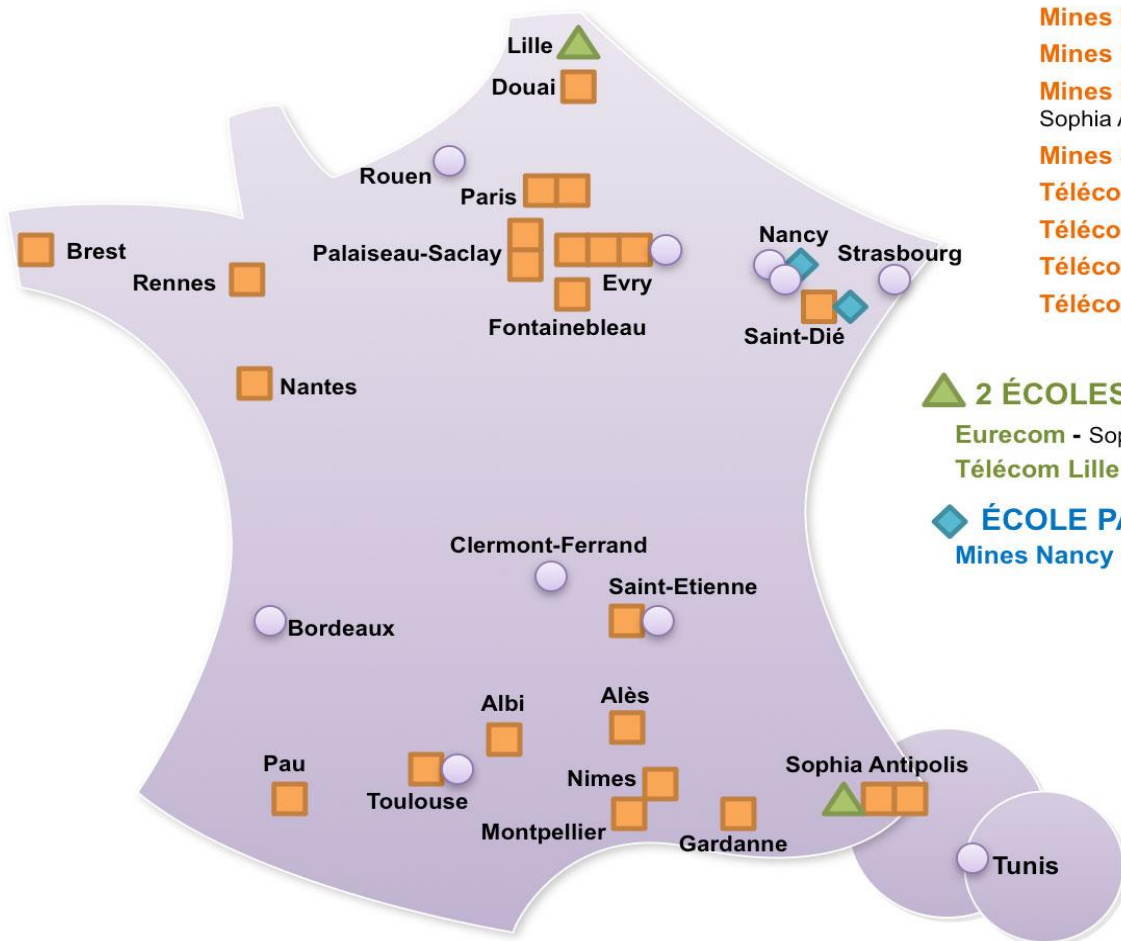 Lille
Douai
Rouen
Paris
Brest
Rennes
Palaiseau-Saclay
Evry
Fontainebleau
Nancy
Strasbourg
Saint-Dié
Nantes
Clermont-Ferrand
Saint-Etienne
Bordeaux
Albi
Alès
Pau
Toulouse
Nimes
Montpellier
Gardanne
Sophia Antipolis
Tunis
Mines
Mines
Mines
Sophia A
Mines
Téléco
Téléco
Téléco
Téléco
2 ÉCOLES
Eurecom - Sop
Télécom Lille
ÉCOLE PA
Mines Nancy